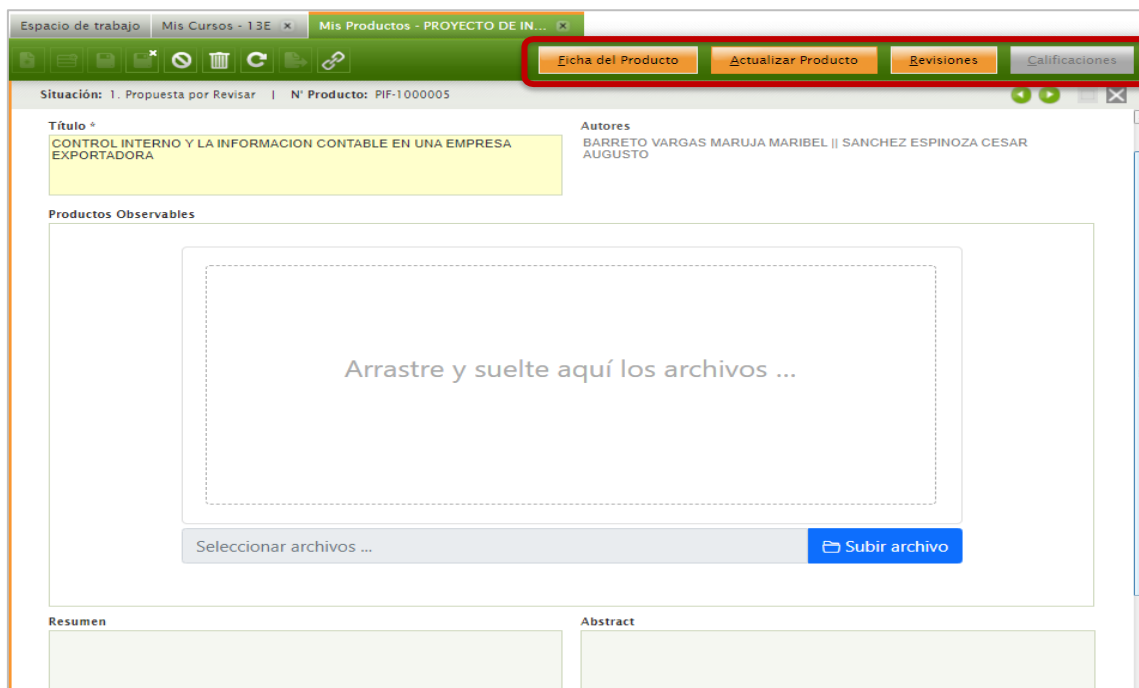 Espacio de trabajo Mis Cursos - 13E × Mis Productos - PROYECTO DE IN... ×
Ficha del Producto Actualizar Producto Revisiones Calificaciones
Situación: 1. Propuesta por Revisar | N° Producto: PIF-1000005
Título * Autores
CONTROL INTERNO Y LA INFORMACION CONTABLE EN UNA EMPRESA BARRETO VARGAS MARUJA MARIBEL || SANCHEZ ESPINOZA CESAR
EXPORTADORA AUGUSTO
Productos Observables
Arrastre y suelte aquí los archivos ...
Seleccionar archivos ... Subir archivo
Resumen Abstract